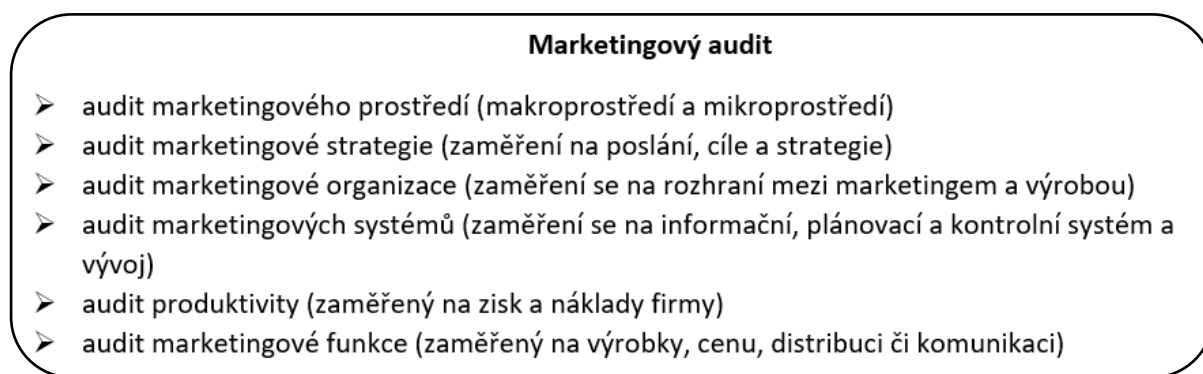 Marketingový audit
➢ audit marketingového prostředí (makroprostředí a mikroprostředí)
➢ audit marketingové strategie (zaměření na poslání, cíle a strategie)
➢ audit marketingové organizace (zaměření se na rozhraní mezi marketingem a výrobou)
➢ audit marketingových systémů (zaměření se na informační, plánovací a kontrolní systém a
vývoj)
➢ audit produktivity (zaměřený na zisk a náklady firmy)
➢ audit marketingové funkce (zaměřený na výrobky, cenu, distribuci či komunikaci)